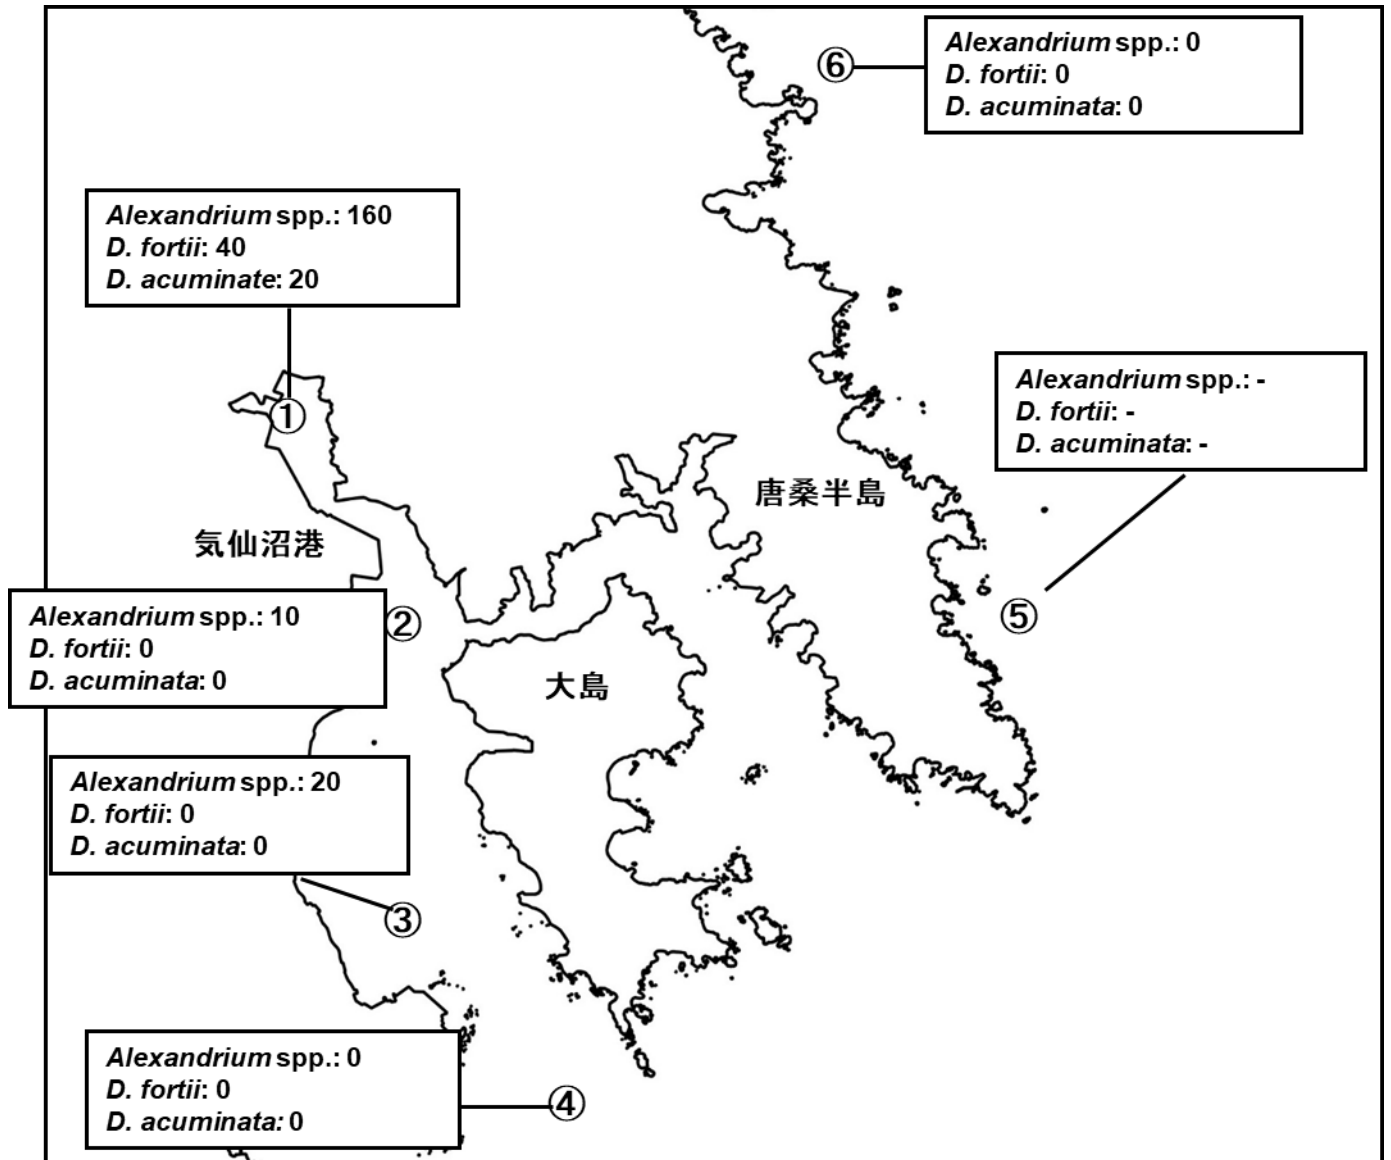 ⑥
Alexandrium spp.: 0
D. fortii: 0
D. acuminata: 0
Alexandrium spp.: 160
D. fortii: 40
D. acuminate: 20
①
Alexandrium spp.: -
D. fortii: -
D. acuminata: -
唐桑半島
気仙沼港
Alexandrium spp.: 10
D. fortii: 0
D. acuminata: 0
②
⑤
大島
Alexandrium spp.: 20
D. fortii: 0
D. acuminata: 0
③
Alexandrium spp.: 0
D. fortii: 0
D. acuminata: 0
④